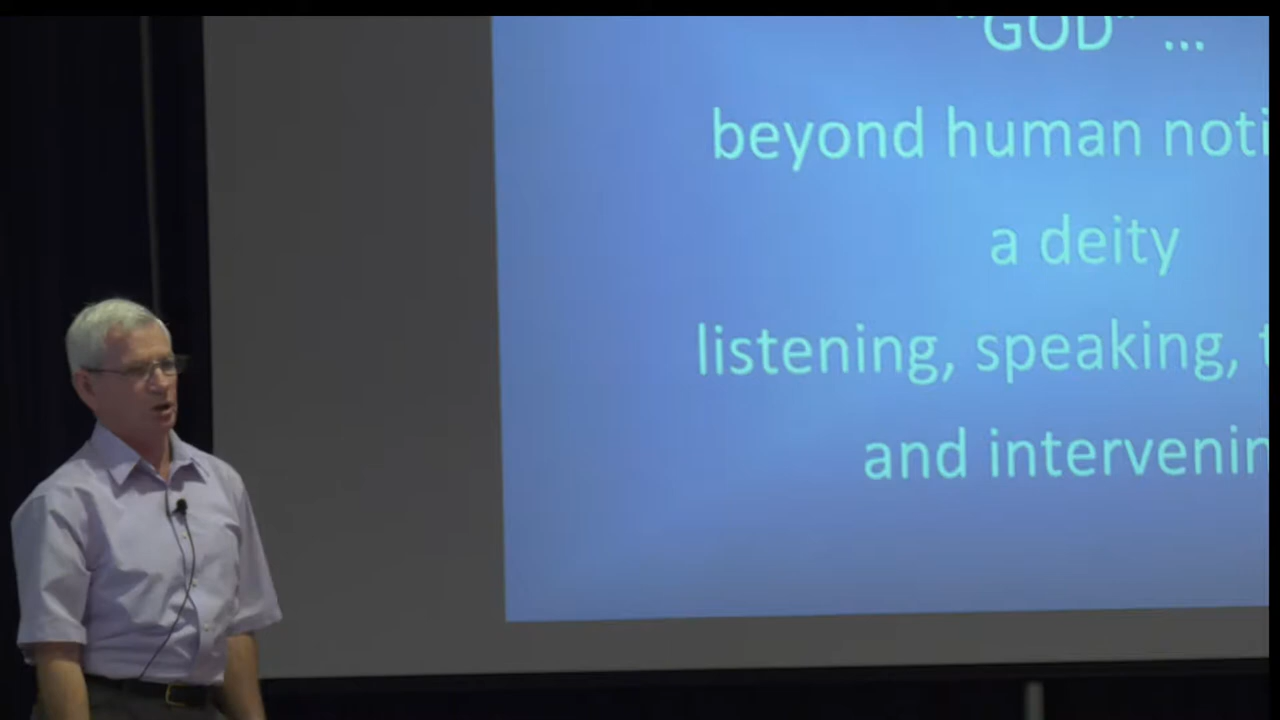 "GOD" ...
beyond human noti
a deity
listening, speaking, t
and intervenin